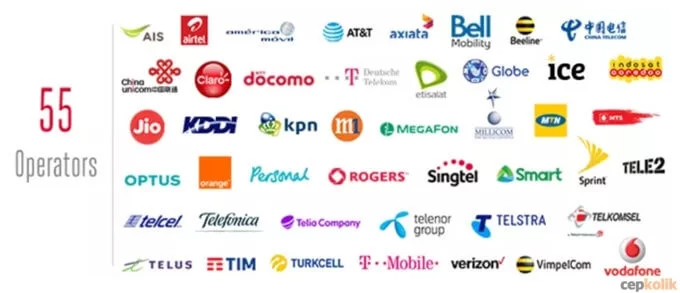 55
Operators
AIS
airtel
américa
móvil
AT&T
axiata
Bell
Mobility
Beeline™
中国电信
CHINA TELECOM
China
unicom中国联通
Claro
döcomo
T
Deutsche
Telekom
etisalat
Globe
ice
indosat
ooredoo
Jio
KDDI
kpn
m1
MEGAFON
MILLICOM
MTN
MTS
OPTUS
orange
Personal
ROGERS
Singtel
Smart
Sprint
TELE2
telcel
Telefónica
Telia Company
telenor
group
TELSTRA
TELKOMSEL
TELUS
TIM
TURKCELL
T Mobile
verizon
VimpelCom
vodafone
cepkolik